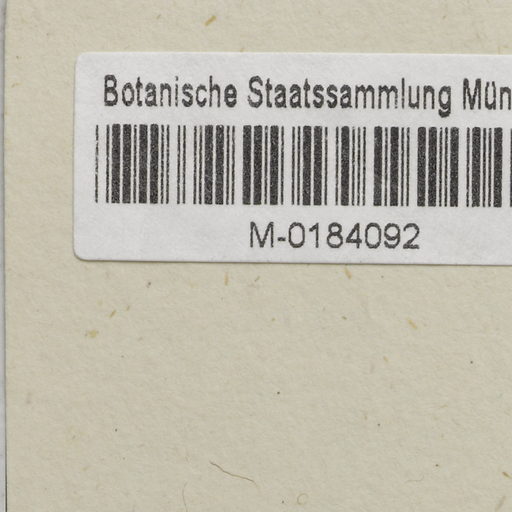 Botanische Staatssammlung Mün
M-0184092